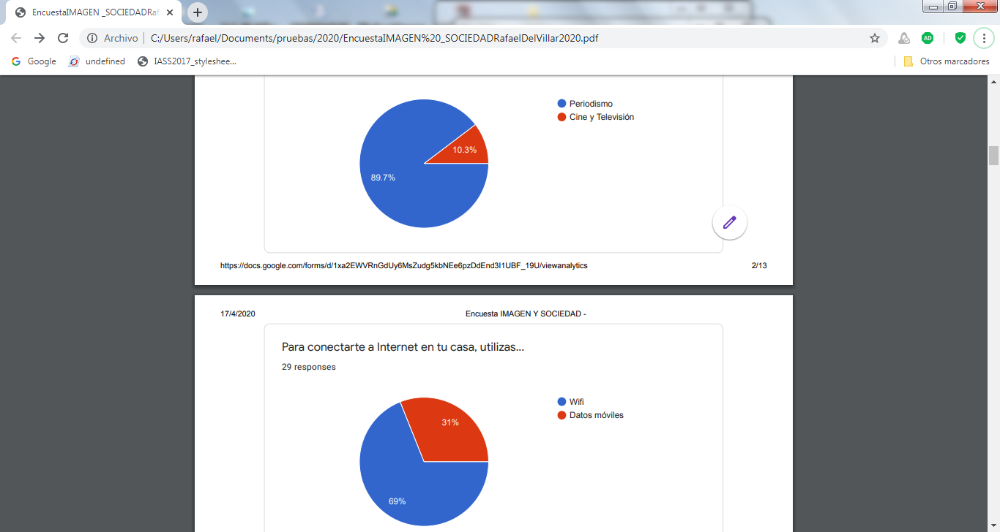 EncuestaIMAGEN _SOCIEDADRaf
Archivo C:/Users/rafael/Documents/pruebas/2020/EncuestaIMAGEN%20_SOCIEDADRafaelDelVillar2020.pdf
AD
Google undefined IASS2017_styleshee... Otros marcadores
Periodismo
Cine y Televisión
10.3%
89.7%
https://docs.google.com/forms/d/1xa2EWVRnGdUy6MsZudg5kbNEe6pzDdEnd3I1UBF_19U/viewanalytics 2/13
17/4/2020 Encuesta IMAGEN Y SOCIEDAD -
Para conectarte a Internet en tu casa, utilizas...
29 responses
Wifi
Datos móviles
31%
69%